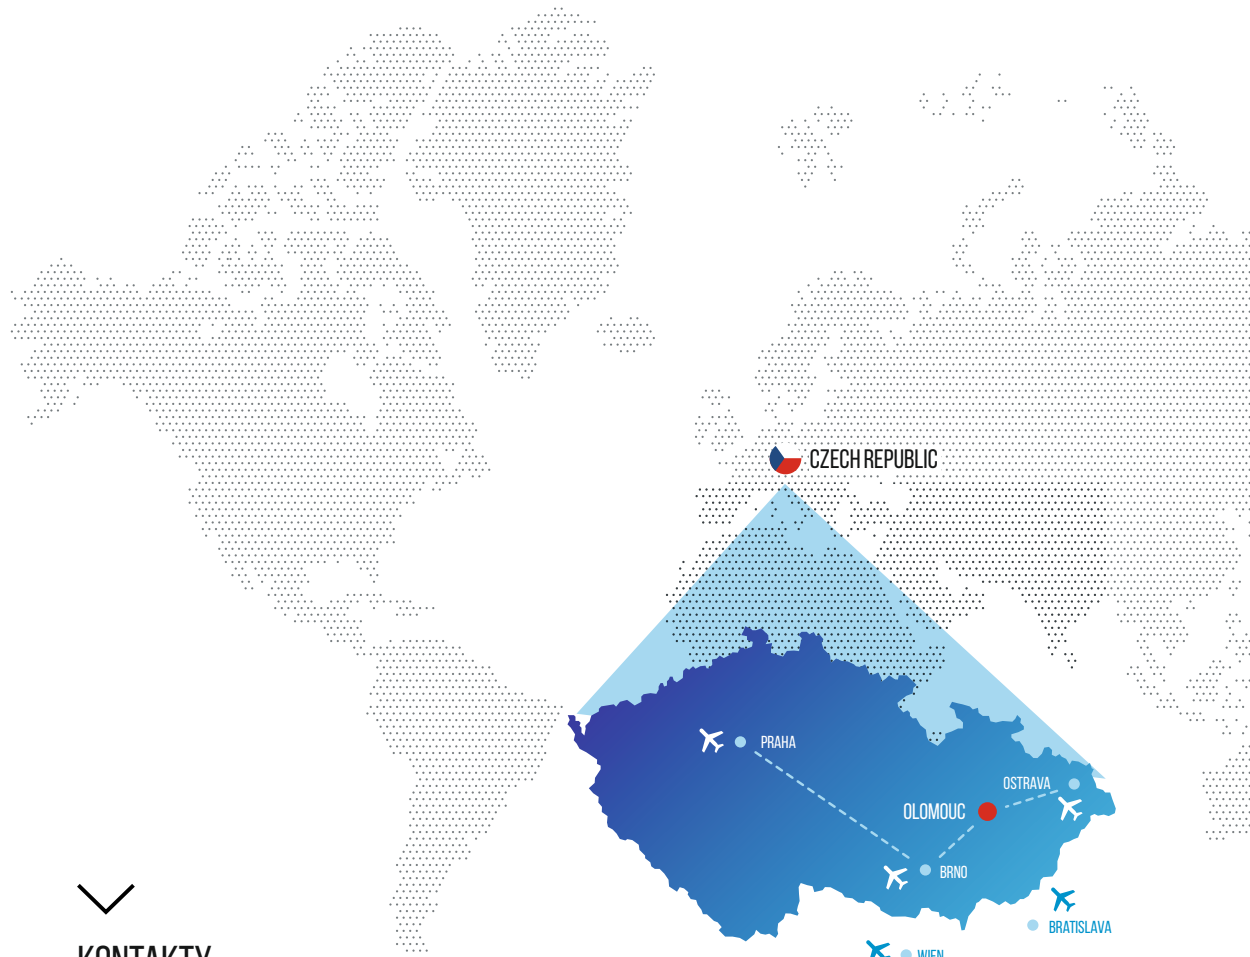 CZECH REPUBLIC
PRAHA
OSTRAVA
OLOMOUC
BRNO
BRATISLAVA
KONTAKTY
WIEN